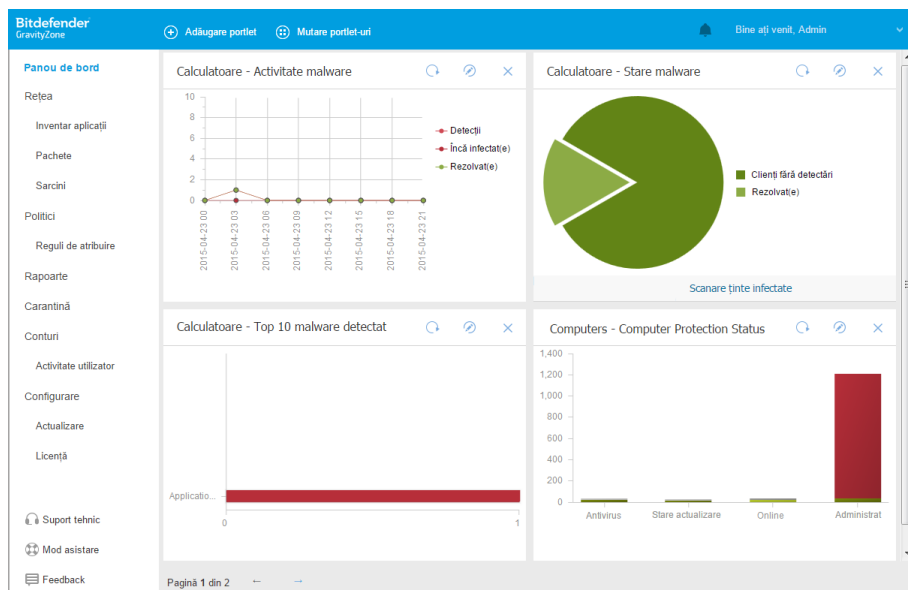 Bitdefender
GravityZone
Adăugare portlet
Mutare portlet-uri
Bine ați venit, Admin
Panou de bord
Rețea
Inventar aplicații
Pachete
Sarcini
Politici
Reguli de atribuire
Rapoarte
Carantină
Conturi
Activitate utilizator
Configurare
Actualizare
Licență
Suport tehnic
Mod asistare
Feedback
Calculatoare - Activitate malware
10
8
6
4
2
0
2015-04-23 00
2015-04-23 03
2015-04-23 06
2015-04-23 09
2015-04-23 12
2015-04-23 15
2015-04-23 18
2015-04-23 21
Detecții
Încă infectat(e)
Rezolvat(e)
Calculatoare - Stare malware
Clienți fără detectări
Rezolvat(e)
Scanare ținte infectate
Calculatoare - Top 10 malware detectat
Applicatio...
0
1
Computers - Computer Protection Status
1,400
1,200
1,000
800
600
400
200
0
Antivirus
Stare actualizare
Online
Administrat
Pagină 1 din 2